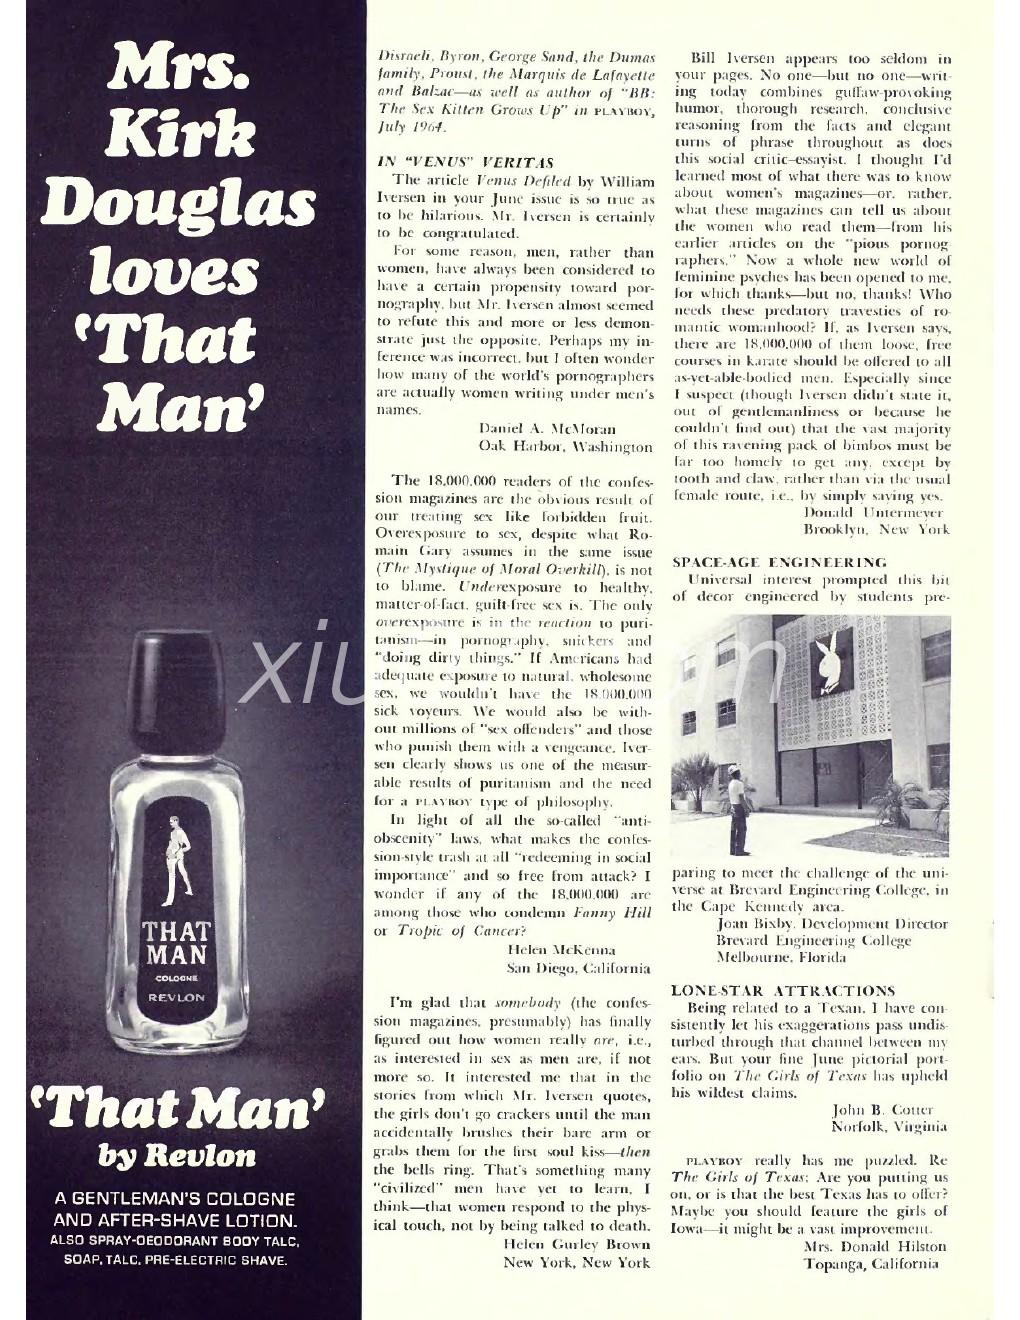 Mrs.
Kirk
Douglas
loves
‘That
Man’
THAT
MAN
COLOGNE
REVLON
‘That Man’
by Revlon
A GENTLEMAN'S COLOGNE
AND AFTER-SHAVE LOTION.
ALSO SPRAY-DEODORANT BODY TALC,
SOAP, TALC, PRE-ELECTRIC SHAVE.
Disraeli, Byron, George Sand, the Dumas
family, Proust, the Marquis de Lafayette
and Balzac—as well as author of "BB:
The Sex Kitten Grows Up" in PLAYBOY,
July 1964.
IN "VENUS" VERITAS
The article Venus Defiled by William
Iversen in your June issue is so true as
to be hilarious. Mr. Iversen is certainly
to be congratulated.
For some reason, men, rather than
women, have always been considered to
have a certain propensity toward por-
nography, but Mr. Iversen almost seemed
to refute this and more or less demon-
strate just the opposite. Perhaps my in-
ference was incorrect, but I often wonder
how many of the world's pornographers
are actually women writing under men's
names.
Daniel A. McMoran
Oak Harbor, Washington
The 18,000,000 readers of the confes-
sion magazines are the obvious result of
our treating sex like forbidden fruit.
Overexposure to sex, despite what Ro-
main Gary assumes in the same issue
(The Mystique of Moral Overkill), is not
to blame. Underexposure to healthy,
matter-of-fact, guilt-free sex is. The only
overexposure is in the reaction to puri-
tanism—in pornography, snickers and
"doing dirty things." If Americans had
adequate exposure to natural, wholesome
sex, we wouldn't have the 18,000,000
sick voyeurs. We would also be with-
out millions of "sex offenders" and those
who punish them with a vengeance. Iver-
sen clearly shows us one of the measur-
able results of puritanism and the need
for a PLAYBOY type of philosophy.
In light of all the so-called "anti-
obscenity" laws, what makes the confes-
sion-style trash at all "redeeming in social
importance" and so free from attack? I
wonder if any of the 18,000,000 are
among those who condemn Fanny Hill
or Tropic of Cancer?
Helen McKenna
San Diego, California
I'm glad that somebody (the confes-
sion magazines, presumably) has finally
figured out how women really are, i.e.,
as interested in sex as men are, if not
more so. It interested me that in the
stories from which Mr. Iversen quotes,
the girls don't go crackers until the man
accidentally brushes their bare arm or
grabs them for the first soul kiss—then
the bells ring. That's something many
"civilized" men have yet to learn, I
think—that women respond to the phys-
ical touch, not by being talked to death.
Helen Gurley Brown
New York, New York
Bill Iversen appears too seldom in
your pages. No one—but no one—writ-
ing today combines guffaw-provoking
humor, thorough research, conclusive
reasoning from the facts and elegant
turns of phrase throughout as does
this social critic-essayist. I thought I'd
learned most of what there was to know
about women's magazines—or, rather,
what these magazines can tell us about
the women who read them—from his
earlier articles on the "pious pornog-
raphers." Now a whole new world of
feminine psyches has been opened to me,
for which thanks—but no, thanks! Who
needs these predatory travesties of ro-
mantic womanhood? If, as Iversen says,
there are 18,000,000 of them loose, free
courses in karate should be offered to all
as-yet-able-bodied men. Especially since
I suspect (though Iversen didn't state it,
out of gentlemanliness or because he
couldn't find out) that the vast majority
of this ravening pack of bimbos must be
far too homely to get any, except by
tooth and claw, rather than via the usual
female route, i.e., by simply saying yes.
Donald Untermeyer
Brooklyn, New York
SPACE-AGE ENGINEERING
Universal interest prompted this bit
of decor engineered by students pre-
paring to meet the challenge of the uni-
verse at Brevard Engineering College, in
the Cape Kennedy area.
Joan Bixby, Development Director
Brevard Engineering College
Melbourne, Florida
LONE-STAR ATTRACTIONS
Being related to a Texan, I have con-
sistently let his exaggerations pass undis-
turbed through that channel between my
ears. But your fine June pictorial port-
folio on The Girls of Texas has upheld
his wildest claims.
John B. Cotter
Norfolk, Virginia
PLAYBOY really has me puzzled. Re
The Girls of Texas: Are you putting us
on, or is that the best Texas has to offer?
Maybe you should feature the girls of
Iowa—it might be a vast improvement.
Mrs. Donald Hilston
Topanga, California